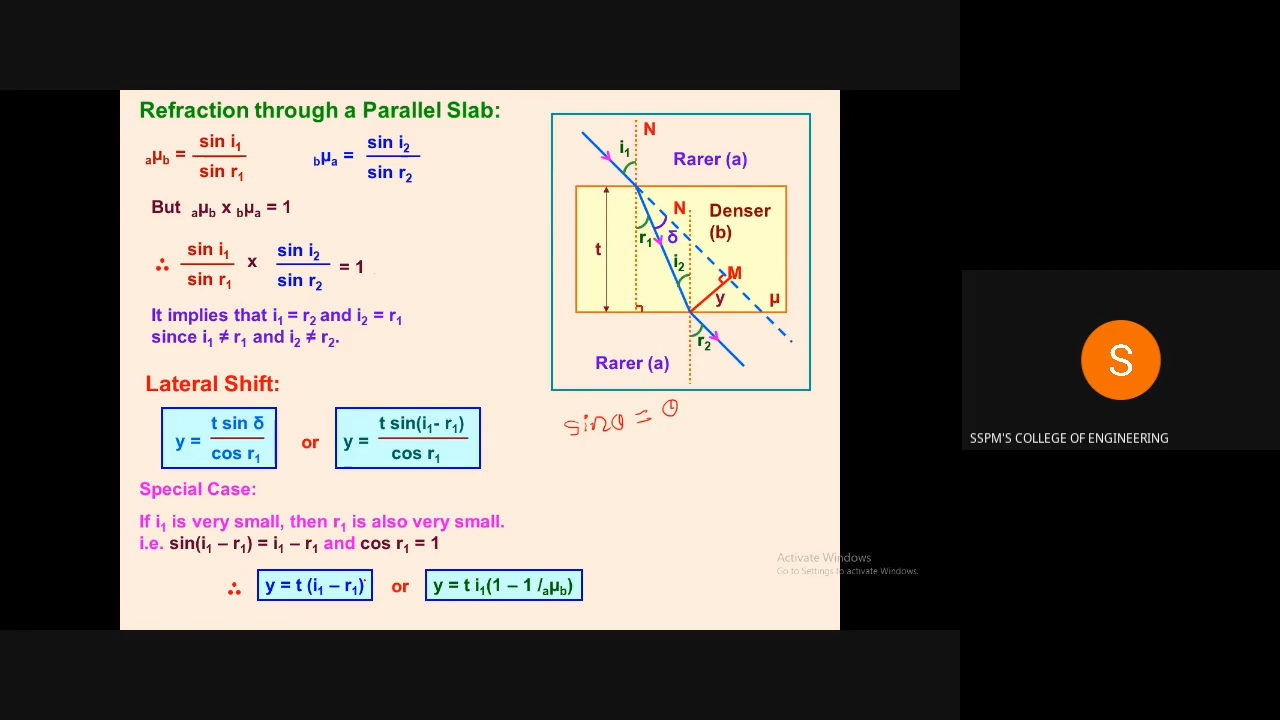 Refraction through a Parallel Slab:
aμb = sin i1 / sin r1    bμa = sin i2 / sin r2
But aμb x bμa = 1
∴ sin i1 / sin r1 x sin i2 / sin r2 = 1
It implies that i1 = r2 and i2 = r1
since i1 ≠ r1 and i2 ≠ r2.
Lateral Shift:
y = t sin δ / cos r1 or y = t sin(i1- r1) / cos r1
Special Case:
If i1 is very small, then r1 is also very small.
i.e. sin(i1 – r1) = i1 – r1 and cos r1 = 1
∴ y = t (i1 – r1) or y = t i1(1 – 1 /aμb)
N
i1
Rarer (a)
N
Denser
(b)
r1
δ
t
i2
M
y
μ
r2
Rarer (a)
sinθ = θ
Activate Windows
Go to Settings to activate Windows.
S
SSPM'S COLLEGE OF ENGINEERING